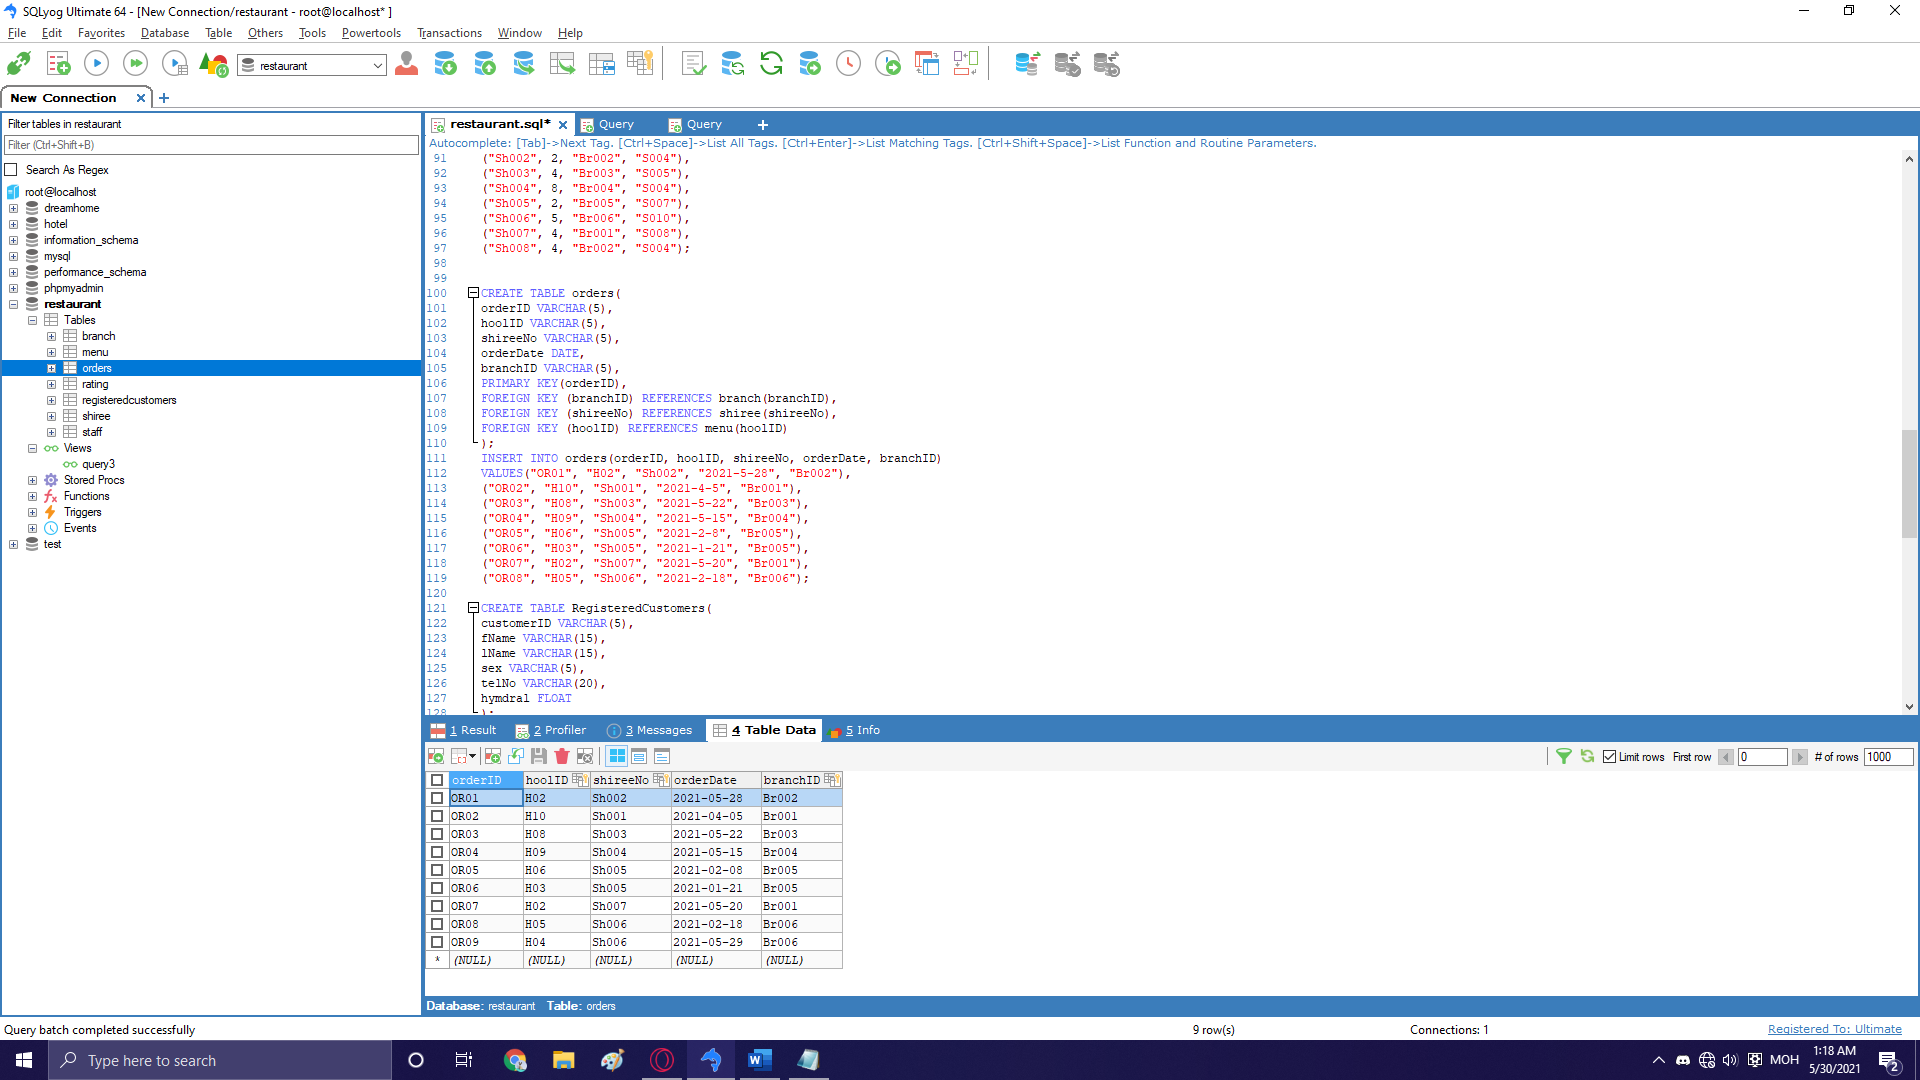 SQLyog Ultimate 64 - [New Connection/restaurant - root@localhost* ]
File Edit Favorites Database Table Others Tools Powertools Transactions Window Help
restaurant
New Connection
Filter tables in restaurant
Filter (Ctrl+Shift+B)
Search As Regex
root@localhost
dreamhome
hotel
information_schema
mysql
performance_schema
phpmyadmin
restaurant
Tables
branch
menu
orders
rating
registeredcustomers
shiree
staff
Views
query3
Stored Procs
Functions
Triggers
Events
test
restaurant.sql* Query Query
Autocomplete: [Tab]->Next Tag. [Ctrl+Space]->List All Tags. [Ctrl+Enter]->List Matching Tags. [Ctrl+Shift+Space]->List Function and Routine Parameters.
91 ("Sh002", 2, "Br002", "S004"),
92 ("Sh003", 4, "Br003", "S005"),
93 ("Sh004", 8, "Br004", "S004"),
94 ("Sh005", 2, "Br005", "S007"),
95 ("Sh006", 5, "Br006", "S010"),
96 ("Sh007", 4, "Br001", "S008"),
97 ("Sh008", 4, "Br002", "S004");
98
99
100 CREATE TABLE orders(
101 orderID VARCHAR(5),
102 hoolID VARCHAR(5),
103 shireeNo VARCHAR(5),
104 orderDate DATE,
105 branchID VARCHAR(5),
106 PRIMARY KEY(orderID),
107 FOREIGN KEY (branchID) REFERENCES branch(branchID),
108 FOREIGN KEY (shireeNo) REFERENCES shiree(shireeNo),
109 FOREIGN KEY (hoolID) REFERENCES menu(hoolID)
110 );
111 INSERT INTO orders(orderID, hoolID, shireeNo, orderDate, branchID)
112 VALUES("OR01", "H02", "Sh002", "2021-5-28", "Br002"),
113 ("OR02", "H10", "Sh001", "2021-4-5", "Br001"),
114 ("OR03", "H08", "Sh003", "2021-5-22", "Br003"),
115 ("OR04", "H09", "Sh004", "2021-5-15", "Br004"),
116 ("OR05", "H06", "Sh005", "2021-2-8", "Br005"),
117 ("OR06", "H03", "Sh005", "2021-1-21", "Br005"),
118 ("OR07", "H02", "Sh007", "2021-5-20", "Br001"),
119 ("OR08", "H05", "Sh006", "2021-2-18", "Br006");
120
121 CREATE TABLE RegisteredCustomers(
122 customerID VARCHAR(5),
123 fName VARCHAR(15),
124 lName VARCHAR(15),
125 sex VARCHAR(5),
126 telNo VARCHAR(20),
127 hymdral FLOAT
128 );
1 Result 2 Profiler 3 Messages 4 Table Data 5 Info
Limit rows First row 0 # of rows 1000
orderID hoolID shireeNo orderDate branchID
OR01 H02 Sh002 2021-05-28 Br002
OR02 H10 Sh001 2021-04-05 Br001
OR03 H08 Sh003 2021-05-22 Br003
OR04 H09 Sh004 2021-05-15 Br004
OR05 H06 Sh005 2021-02-08 Br005
OR06 H03 Sh005 2021-01-21 Br005
OR07 H02 Sh007 2021-05-20 Br001
OR08 H05 Sh006 2021-02-18 Br006
OR09 H04 Sh006 2021-05-29 Br006
* (NULL) (NULL) (NULL) (NULL) (NULL)
Database: restaurant Table: orders
Query batch completed successfully 9 row(s) Connections: 1 Registered To: Ultimate
Type here to search
МОН
1:18 AM
5/30/2021
2